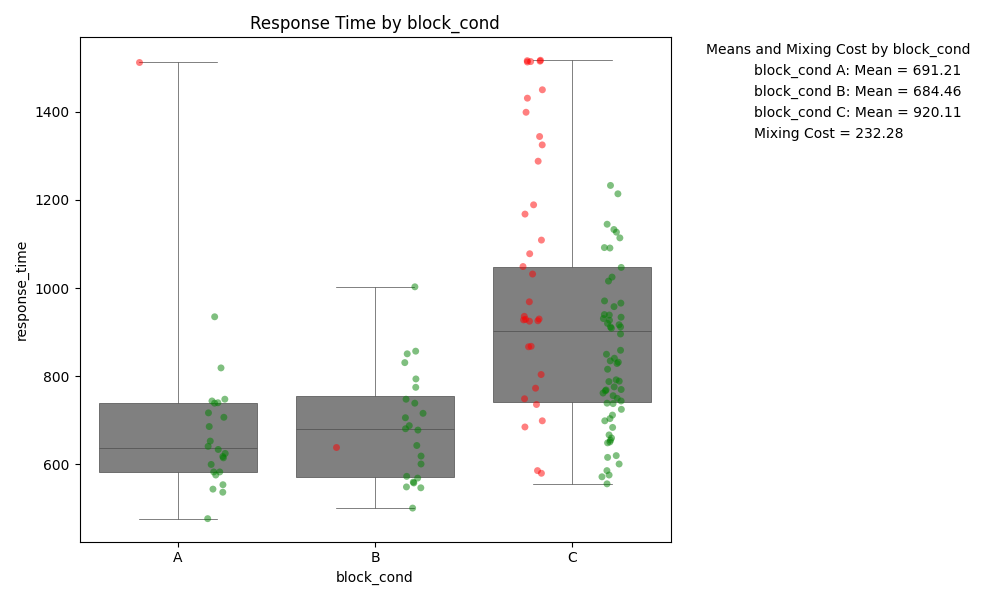 Response Time by block_cond
Means and Mixing Cost by block_cond
block_cond A: Mean = 691.21
block_cond B: Mean = 684.46
block_cond C: Mean = 920.11
Mixing Cost = 232.28
response_time
1400
1200
1000
800
600
A
B
C
block_cond